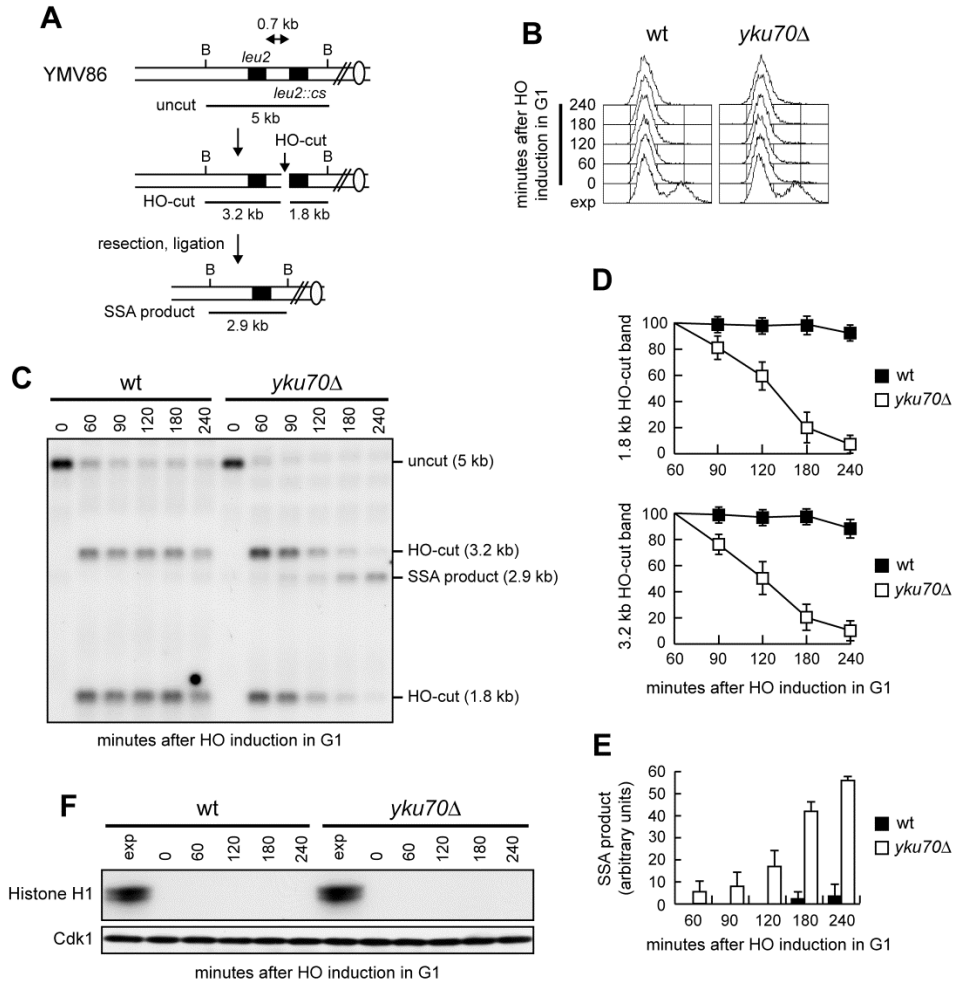 A
0.7 kb
B
leu2
B
YMV86
leu2::cs
uncut
5 kb
HO-cut
B
B
HO-cut
3.2 kb
1.8 kb
resection, ligation
B
B
SSA product
2.9 kb
B
wt
yku70Δ
minutes after HO
induction in G1
240
180
120
60
0
exp
C
wt
yku70Δ
0
60
90
120
180
240
0
60
90
120
180
240
uncut (5 kb)
HO-cut (3.2 kb)
SSA product (2.9 kb)
HO-cut (1.8 kb)
minutes after HO induction in G1
D
1.8 kb HO-cut band
100
80
60
40
20
0
60
90
120
180
240
wt
yku70Δ
3.2 kb HO-cut band
100
80
60
40
20
0
60
90
120
180
240
wt
yku70Δ
minutes after HO induction in G1
E
SSA product
(arbitrary units)
60
50
40
30
20
10
0
60
90
120
180
240
wt
yku70Δ
minutes after HO induction in G1
F
wt
yku70Δ
exp
0
60
120
180
240
exp
0
60
120
180
240
Histone H1
Cdk1
minutes after HO induction in G1